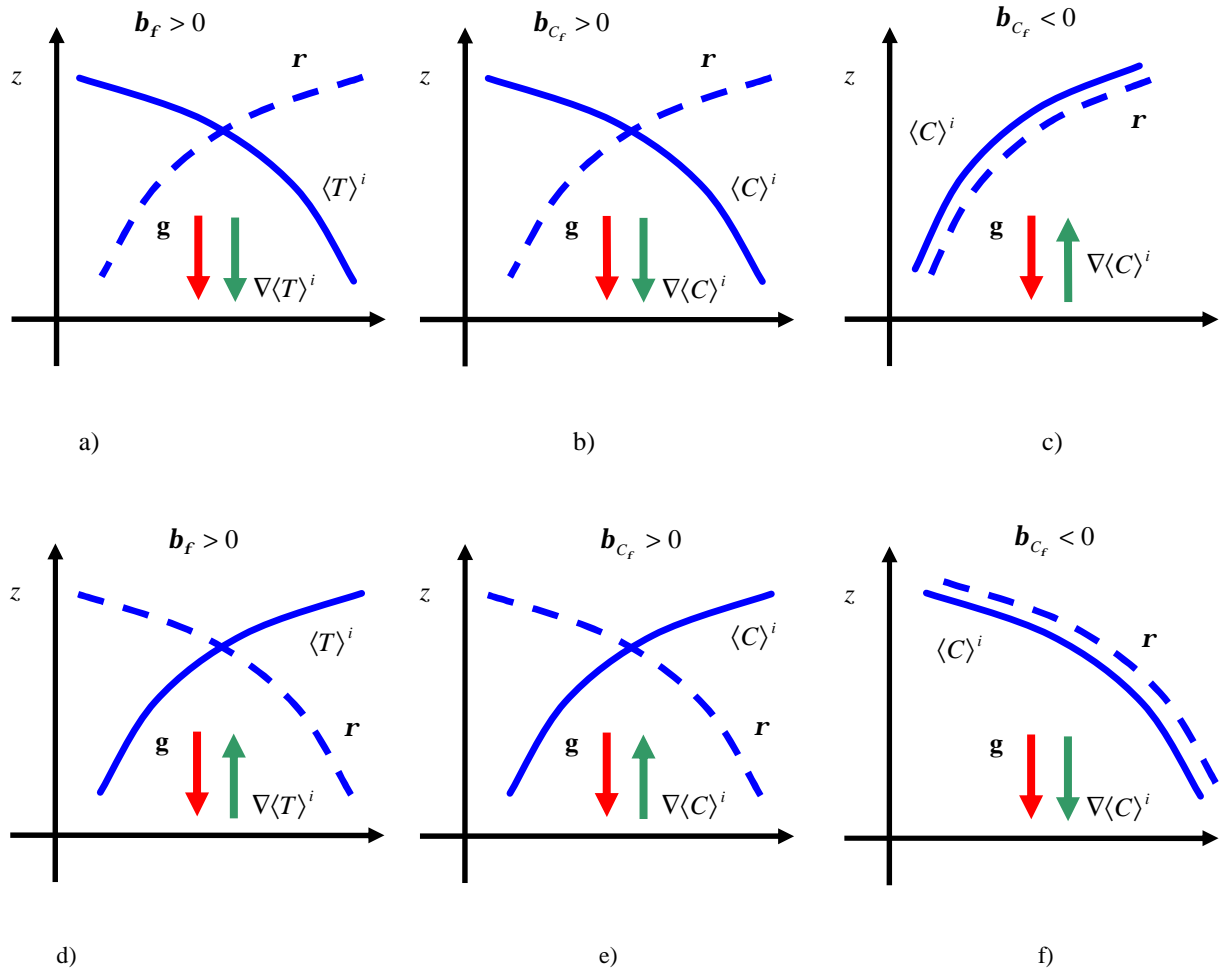 𝒃_𝒇 > 0
z
𝒓
⟨T⟩ⁱ
𝐠
∇⟨T⟩ⁱ
a)
𝒃_{C_𝒇} > 0
z
𝒓
⟨C⟩ⁱ
𝐠
∇⟨C⟩ⁱ
b)
𝒃_{C_𝒇} < 0
z
⟨C⟩ⁱ
𝒓
𝐠
∇⟨C⟩ⁱ
c)
𝒃_𝒇 > 0
z
⟨T⟩ⁱ
𝒓
𝐠
∇⟨T⟩ⁱ
d)
𝒃_{C_𝒇} > 0
z
⟨C⟩ⁱ
𝒓
𝐠
∇⟨C⟩ⁱ
e)
𝒃_{C_𝒇} < 0
z
𝒓
⟨C⟩ⁱ
𝐠
∇⟨C⟩ⁱ
f)